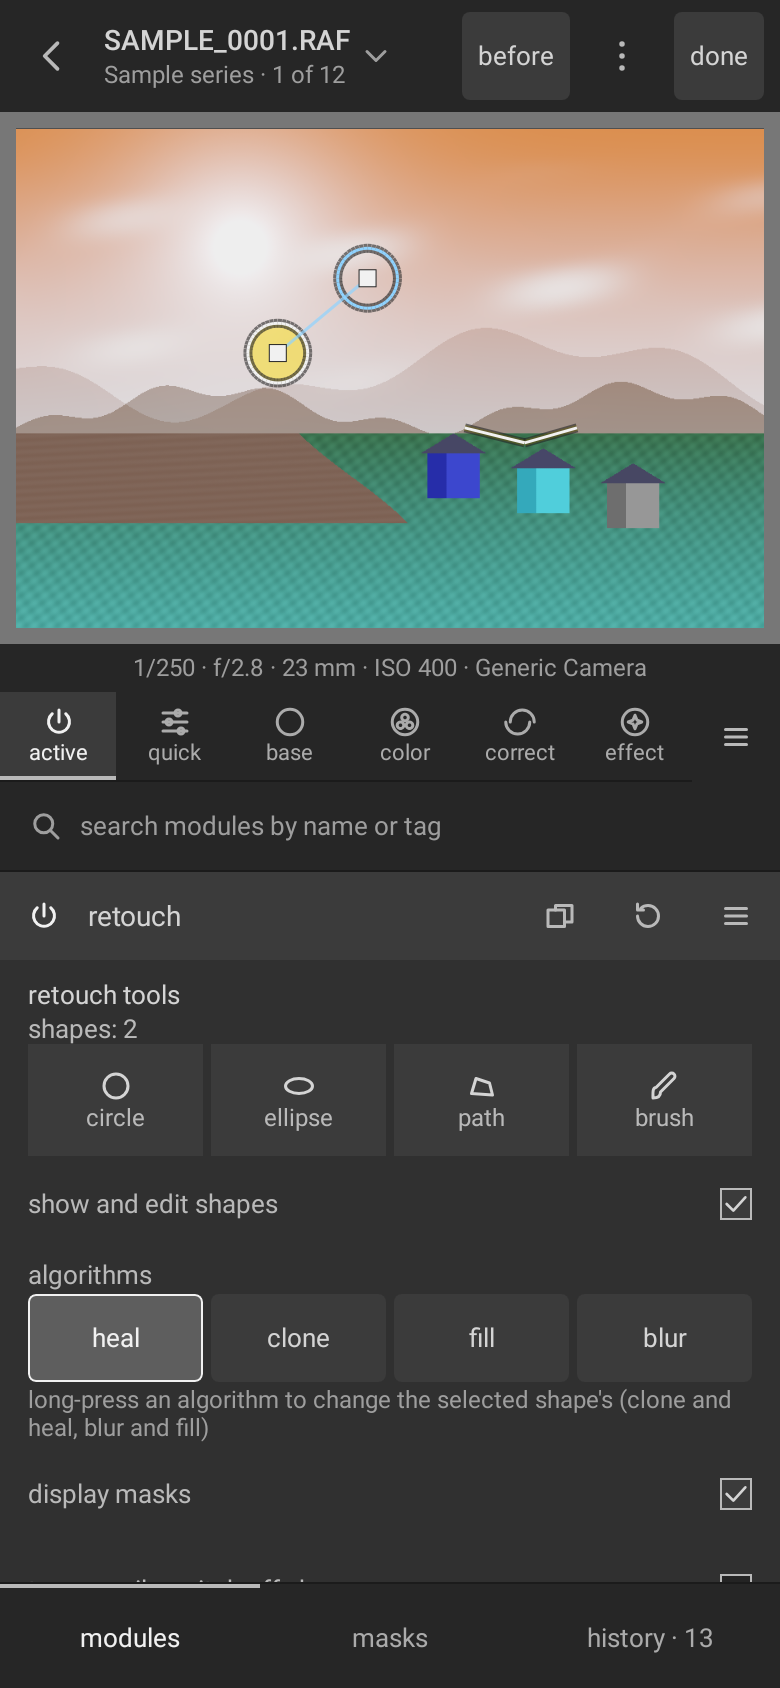 SAMPLE_0001.RAF
Sample series · 1 of 12
before
done
1/250 · f/2.8 · 23 mm · ISO 400 · Generic Camera
active
quick
base
color
correct
effect
search modules by name or tag
retouch
retouch tools
shapes: 2
circle
ellipse
path
brush
show and edit shapes
algorithms
heal
clone
fill
blur
long-press an algorithm to change the selected shape's (clone and
heal, blur and fill)
display masks
modules
masks
history · 13